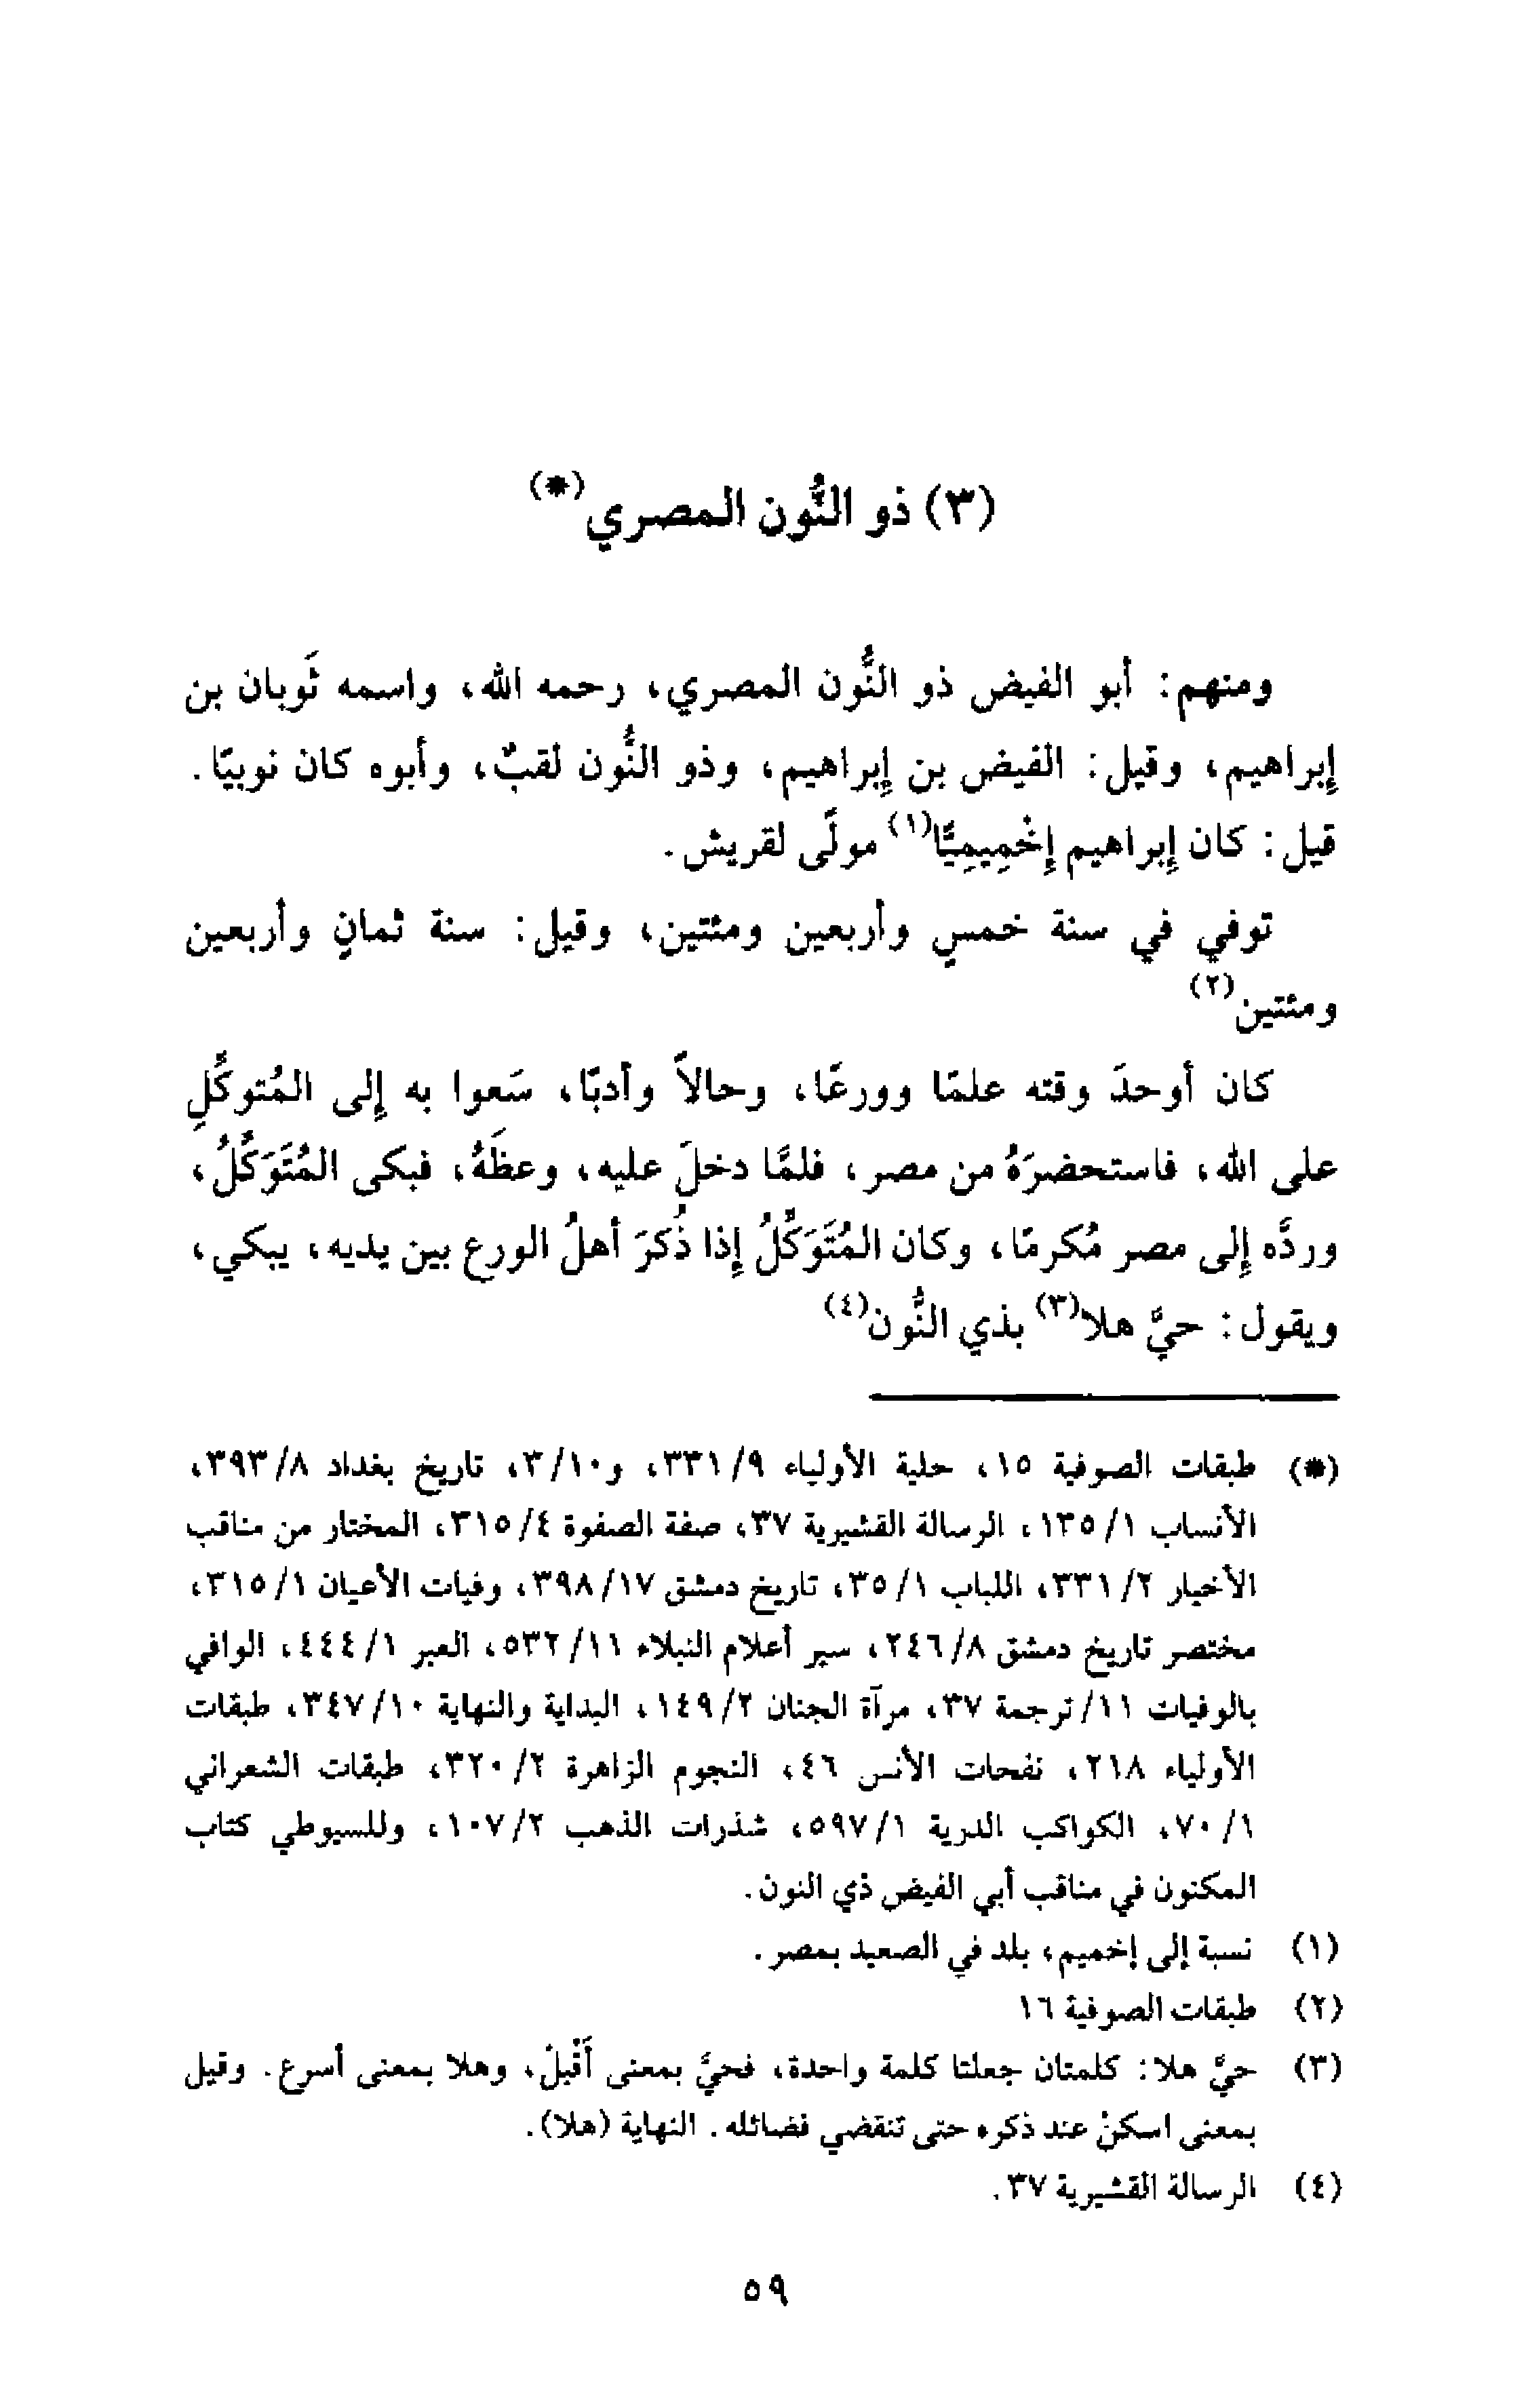 (٣) ذو النُّون المصري(*)
ومنهم: أبو الفيض ذو النُّون المصري، رحمه الله، واسمه ثَوبان بن
إبراهيم، وقيل: الفيض بن إبراهيم، وذو النُّون لقبٌ، وأبوه كان نوبيًا.
قيل: كان إبراهيم إخْمِيمِيًّا(١) مولًى لقريش.
توفي في سنة خمسٍ وأربعين ومئتين، وقيل: سنة ثمانٍ وأربعين
ومئتين(٢)
كان أوحدَ وقته علمًا وورعًا، وحالاً وأدبًا، سَعوا به إلى المُتوكِّلِ
على الله، فاستحضرَهُ من مصر، فلمَّا دخلَ عليه، وعظَهُ، فبكى المُتَوَكِّلُ،
وردَّه إلى مصر مُكرمًا، وكان المُتَوَكِّلُ إذا ذُكرَ أهلُ الورع بين يديه، يبكي،
ويقول: حيَّ هلا(٣) بذي النُّون(٤)
(*) طبقات الصوفية ١٥، حلية الأولياء ٩/ ٣٣١، و١٠/ ٣، تاريخ بغداد ٨/ ٣٩٣،
الأنساب ١/ ١٣٥، الرسالة القشيرية ٣٧، صفة الصفوة ٤/ ٣١٥، المختار من مناقب
الأخيار ٢/ ٣٣١، اللباب ١/ ٣٥، تاريخ دمشق ١٧/ ٣٩٨، وفيات الأعيان ١/ ٣١٥،
مختصر تاريخ دمشق ٨/ ٢٤٦، سير أعلام النبلاء ١١/ ٥٣٢، العبر ١/ ٤٤٤، الوافي
بالوفيات ١١/ ترجمة ٣٧، مرآة الجنان ٢/ ١٤٩، البداية والنهاية ١٠/ ٣٤٧، طبقات
الأولياء ٢١٨، نفحات الأنس ٤٦، النجوم الزاهرة ٢/ ٣٢٠، طبقات الشعراني
١/ ٧٠، الكواكب الدرية ١/ ٥٩٧، شذرات الذهب ٢/ ١٠٧، وللسيوطي كتاب
المكنون في مناقب أبي الفيض ذي النون.
(١) نسبة إلى إخميم، بلد في الصعيد بمصر.
(٢) طبقات الصوفية ١٦
(٣) حيَّ هلا: كلمتان جعلتا كلمة واحدة، فحيَّ بمعنى أَقْبِلْ، وهلا بمعنى أسرع. وقيل
بمعنى اسكنْ عند ذكره حتى تنقضي فضائله. النهاية (هلا).
(٤) الرسالة القشيرية ٣٧.
٥٩